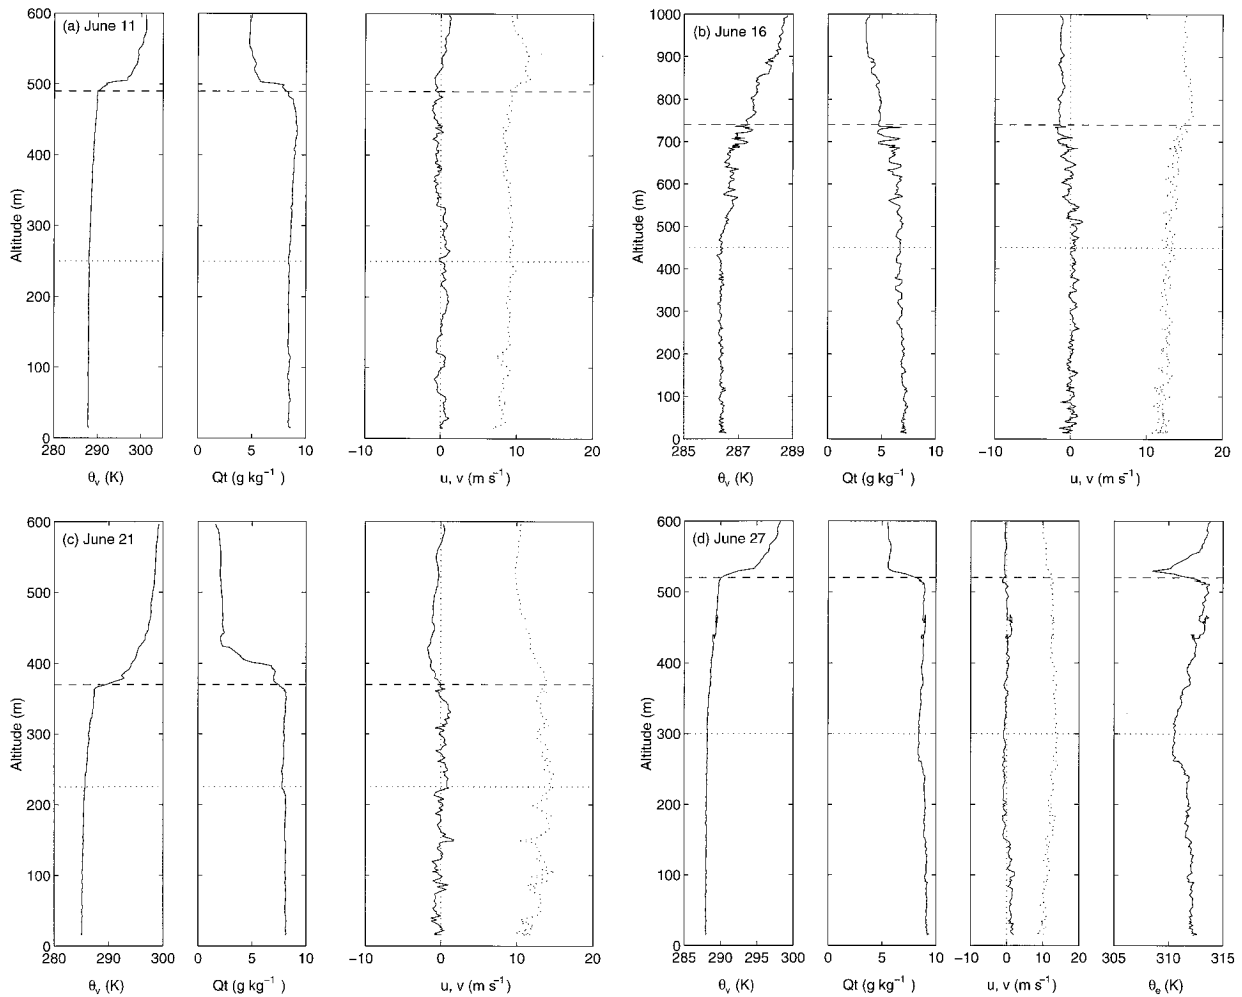 (a) June 11
600
500
400
300
200
100
0
Altitude (m)
280 290 300
θv (K)
0 5 10
Qt (g kg−1 )
−10 0 10 20
u, v (m s−1)
(b) June 16
1000
900
800
700
600
500
400
300
200
100
0
Altitude (m)
285 287 289
θv (K)
0 5 10
Qt (g kg−1 )
−10 0 10 20
u, v (m s−1)
(c) June 21
600
500
400
300
200
100
0
Altitude (m)
280 290 300
θv (K)
0 5 10
Qt (g kg−1 )
−10 0 10 20
u, v (m s−1)
(d) June 27
600
500
400
300
200
100
0
Altitude (m)
285 290 295 300
θv (K)
0 5 10
Qt (g kg−1 )
−10 0 10 20
u, v (m s−1)
305 310 315
θe (K)